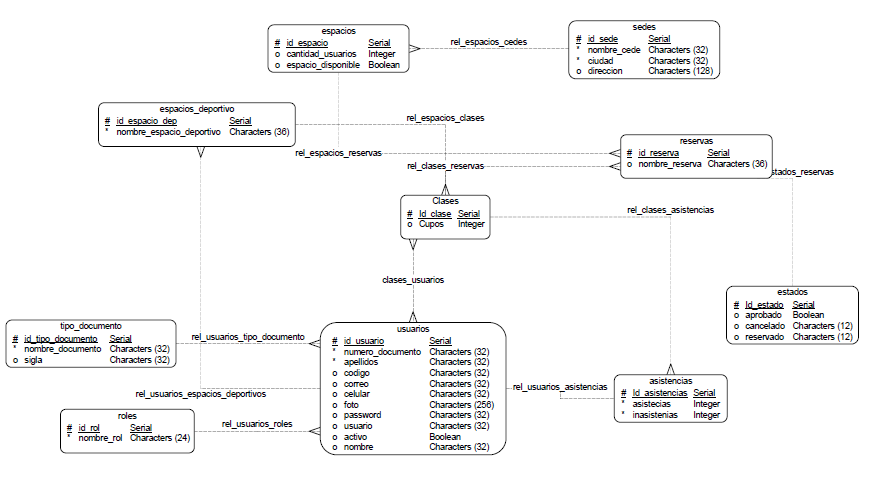 espacios
# id_espacio Serial
o cantidad_usuarios Integer
o espacio_disponible Boolean
rel_espacios_cedes
sedes
# id_sede Serial
* nombre_cede Characters (32)
* ciudad Characters (32)
o direccion Characters (128)
espacios_deportivo
# id_espacio_dep Serial
* nombre_espacio_deportivo Characters (36)
rel_espacios_clases
rel_espacios_reservas
rel_clases_reservas
reservas
# id_reserva Serial
o nombre_reserva Characters (36)
stados_reservas
Clases
# Id_clase Serial
o Cupos Integer
rel_clases_asistencias
clases_usuarios
estados
# Id_estado Serial
o aprobado Boolean
o cancelado Characters (12)
o reservado Characters (12)
tipo_documento
# id_tipo_documento Serial
* nombre_documento Characters (32)
o sigla Characters (32)
rel_usuarios_tipo_documento
usuarios
# id_usuario Serial
* numero_documento Characters (32)
* apellidos Characters (32)
o codigo Characters (32)
o correo Characters (32)
o celular Characters (32)
o foto Characters (256)
o password Characters (32)
o usuario Characters (32)
o activo Boolean
o nombre Characters (32)
rel_usuarios_espacios_deportivos
rel_usuarios_asistencias
asistencias
# Id_asistencias Serial
* asistecias Integer
* inasistenias Integer
roles
# id_rol Serial
* nombre_rol Characters (24)
rel_usuarios_roles